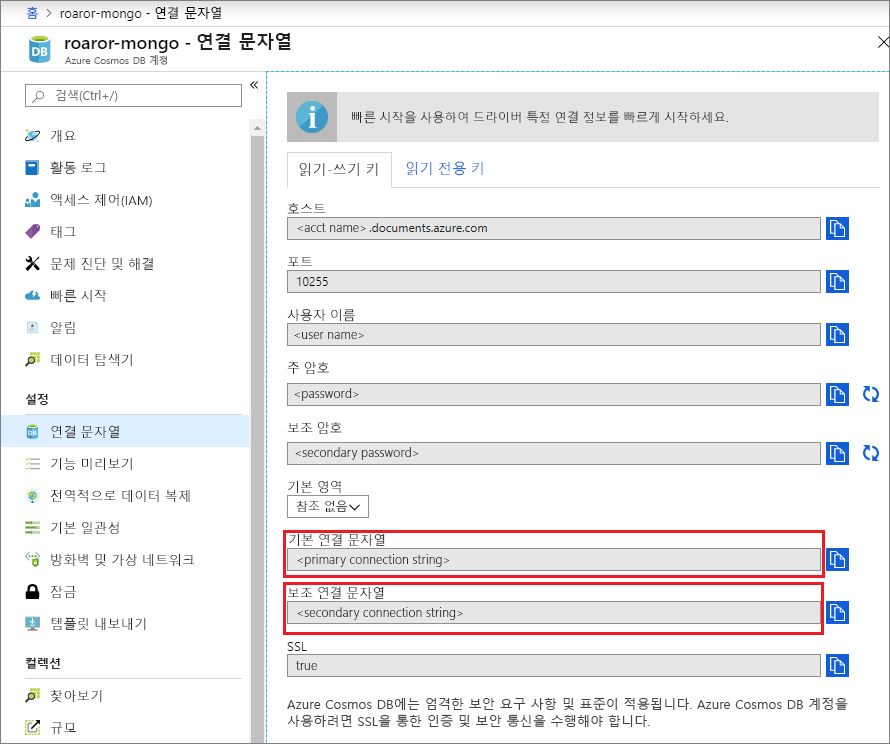 홈 > roaror-mongo - 연결 문자열
roaror-mongo - 연결 문자열
Azure Cosmos DB 계정
검색(Ctrl+/)
개요
활동 로그
액세스 제어(IAM)
태그
문제 진단 및 해결
빠른 시작
알림
데이터 탐색기
설정
연결 문자열
기능 미리보기
전역적으로 데이터 복제
기본 일관성
방화벽 및 가상 네트워크
잠금
템플릿 내보내기
컬렉션
찾아보기
규모
빠른 시작을 사용하여 드라이버 특정 연결 정보를 빠르게 시작하세요.
읽기-쓰기 키 읽기 전용 키
호스트
<acct name>.documents.azure.com
포트
10255
사용자 이름
<user name>
주 암호
<password>
보조 암호
<secondary password>
기본 영역
참조 없음
기본 연결 문자열
<primary connection string>
보조 연결 문자열
<secondary connection string>
SSL
true
Azure Cosmos DB에는 엄격한 보안 요구 사항 및 표준이 적용됩니다. Azure Cosmos DB 계정을
사용하려면 SSL을 통한 인증 및 보안 통신을 수행해야 합니다.